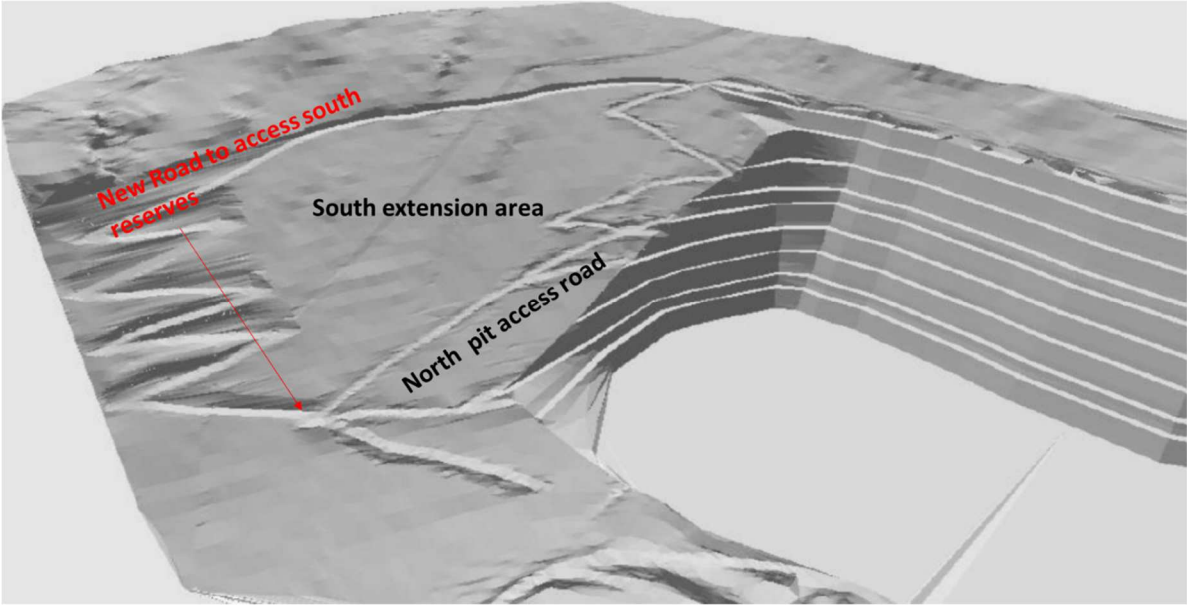 New Road to access south
reserves
South extension area
North pit access road